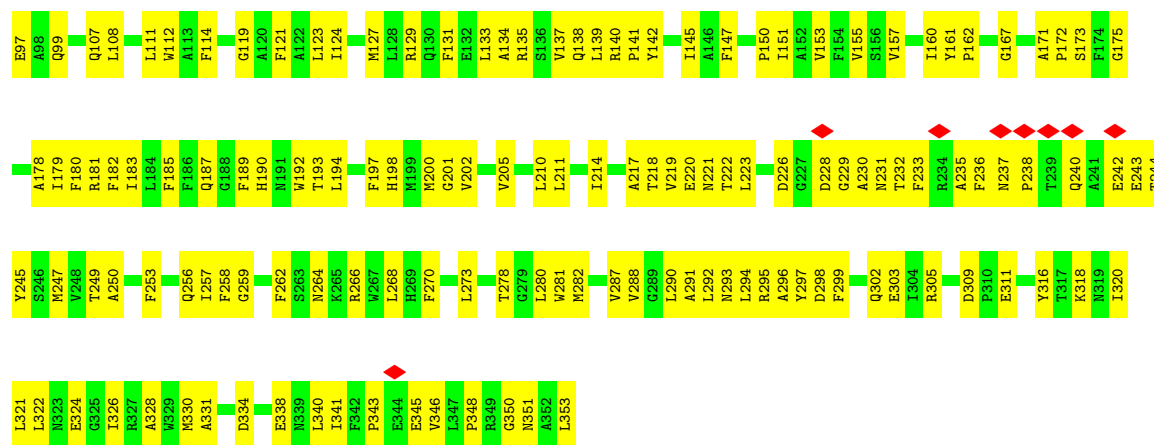 E97 A98 Q99 Q107 L108 L111 W112 A113 F114 G119 A120 F121 A122 L123 I124 M127 L128 R129 Q130 F131 E132 L133 A134 R135 S136 V137 Q138 L139 R140 P141 Y142 I145 A146 F147 P150 I151 A152 V153 F154 V155 S156 V157 I160 Y161 P162 G167 A171 P172 S173 F174 G175
A178 I179 F180 R181 F182 I183 L184 F185 F186 Q187 G188 F189 H190 N191 W192 T193 L194 F197 H198 M199 M200 G201 V202 V205 L210 L211 I214 A217 T218 V219 E220 N221 T222 L223 D226 G227 D228 G229 A230 N231 T232 F233 R234 A235 F236 N237 P238 T239 Q240 A241 E242 E243 T244
Y245 S246 M247 V248 T249 A250 F253 Q256 I257 F258 G259 F262 S263 N264 K265 R266 W267 L268 H269 F270 L273 T278 G279 L280 W281 M282 V287 V288 G289 L290 A291 L292 N293 L294 R295 A296 Y297 D298 F299 Q302 E303 I304 R305 D309 P310 E311 Y316 T317 K318 N319 I320
L321 L322 N323 E324 G325 I326 R327 A328 W329 M330 A331 D334 E338 N339 L340 I341 F342 P343 E344 E345 V346 L347 P348 R349 G350 N351 A352 L353